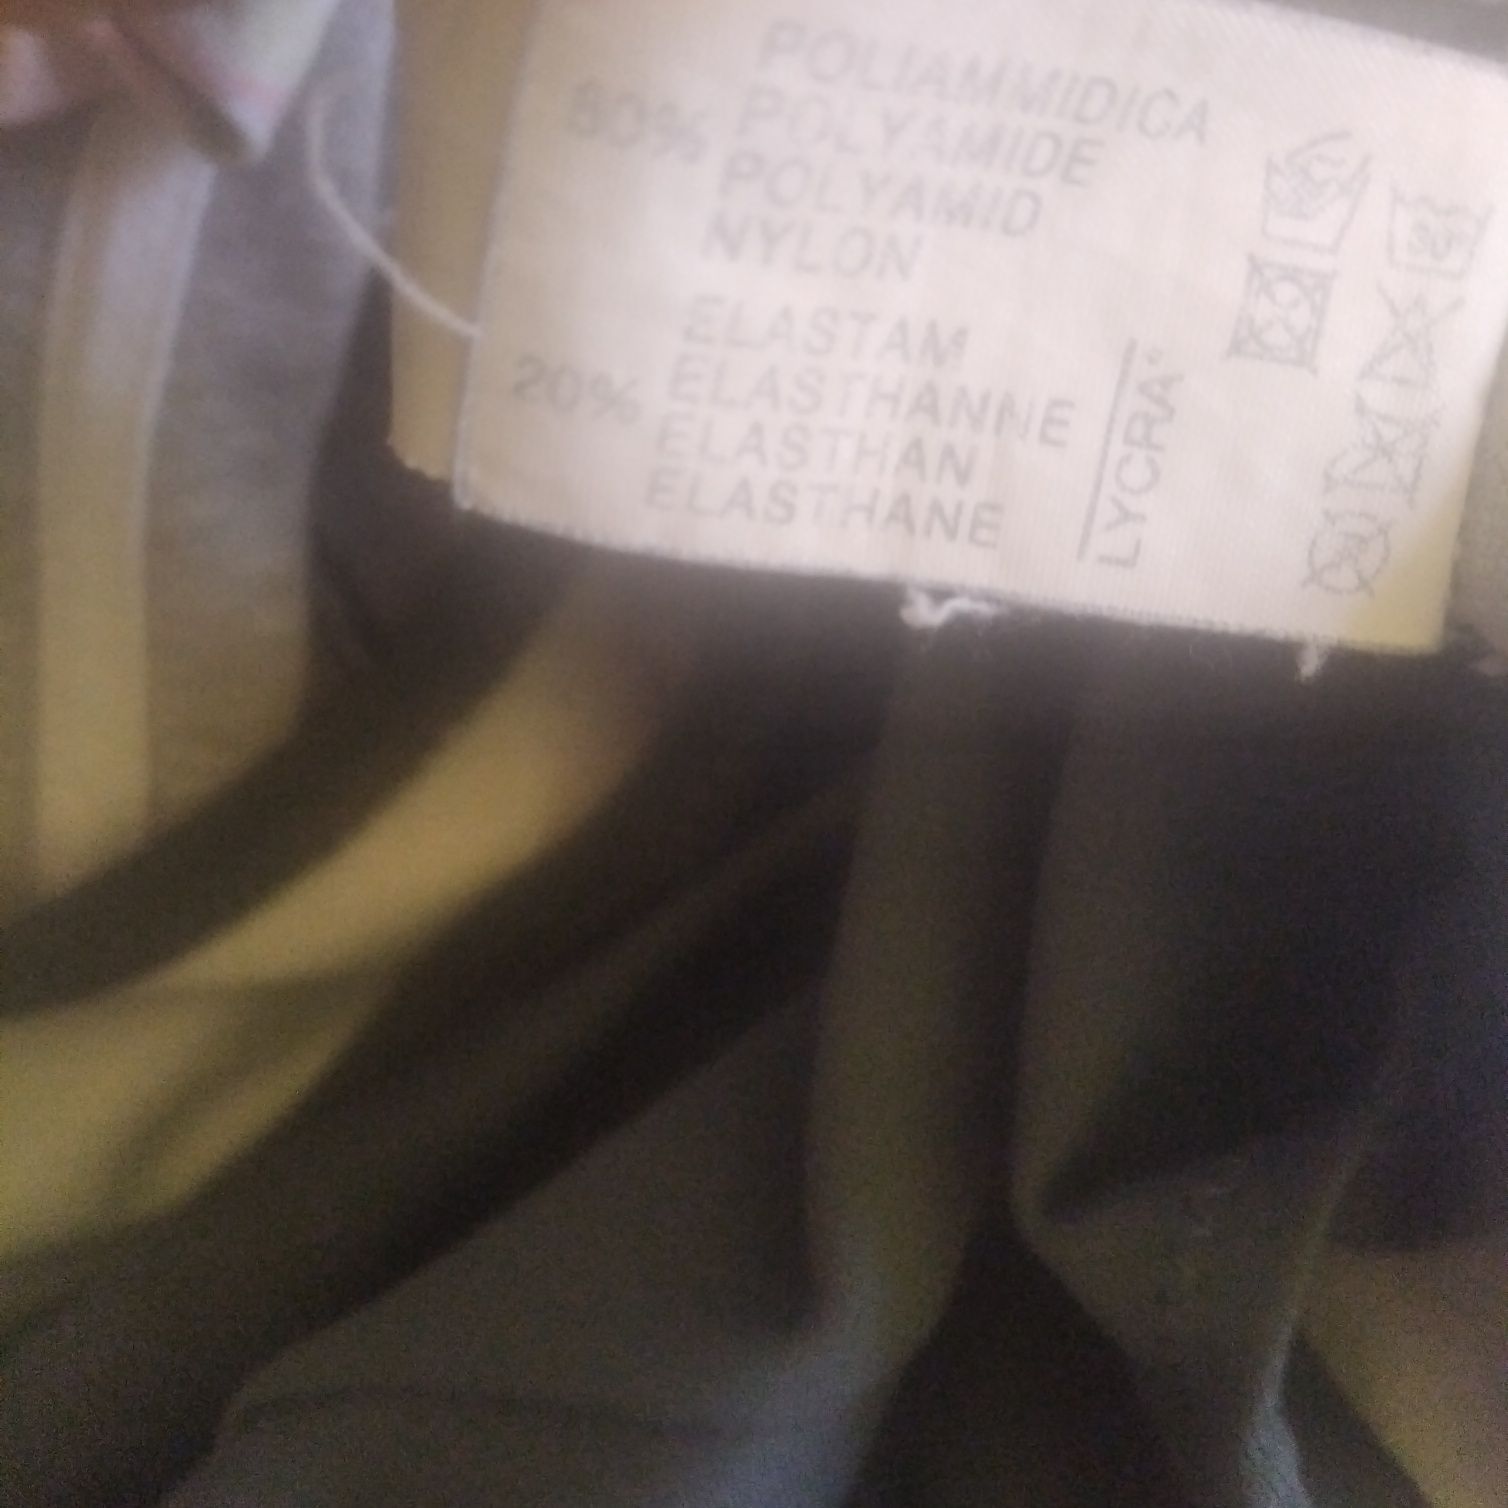 POLIAMMIDICA
80% POLYAMIDE
POLYAMID
NYLON
ELASTAM
20% ELASTHANNE
ELASTHAN
ELASTHANE
LYCRA